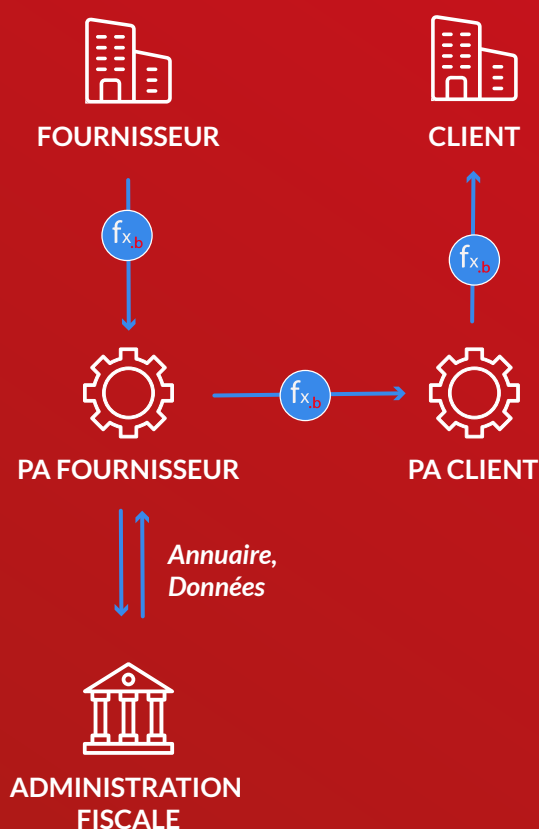 FOURNISSEUR
CLIENT
fx.b
fx.b
PA FOURNISSEUR
fx.b
PA CLIENT
Annuaire,
Données
ADMINISTRATION
FISCALE